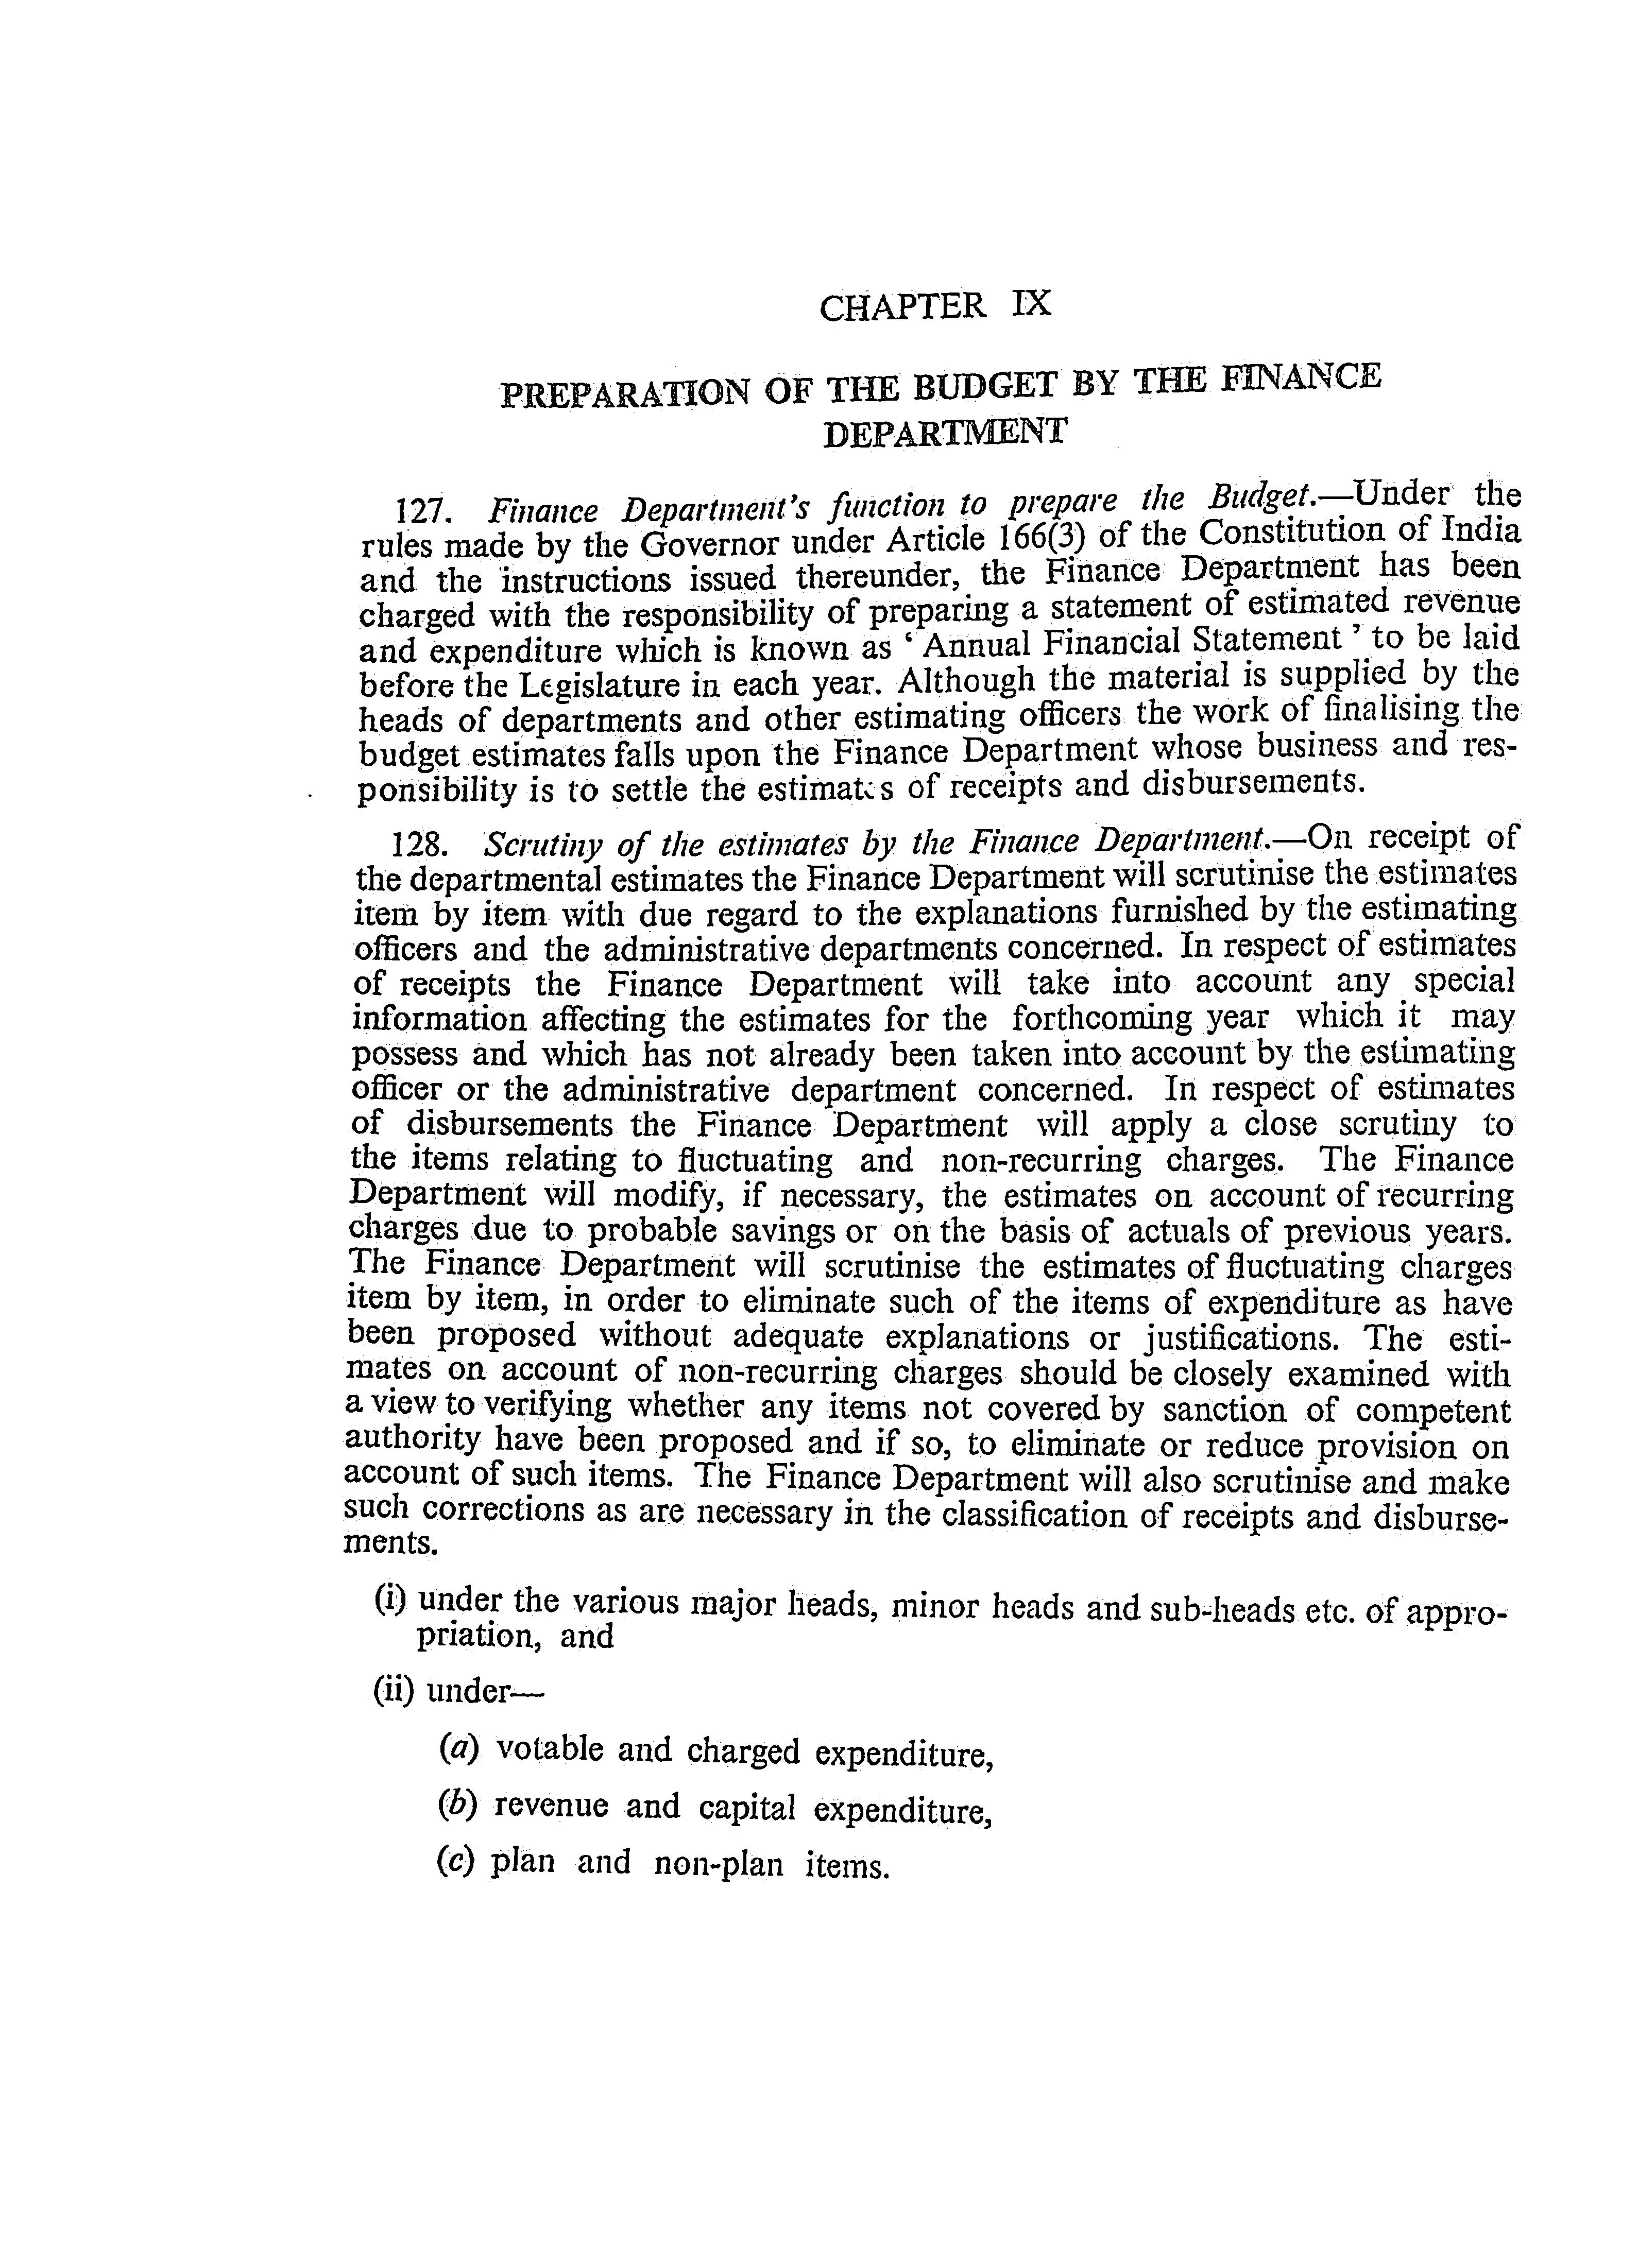 CHAPTER IX
PREPARATION OF THE BUDGET BY THE FINANCE
DEPARTMENT
127. Finance Department's function to prepare the Budget.—Under the
rules made by the Governor under Article 166(3) of the Constitution of India
and the instructions issued thereunder, the Finance Department has been
charged with the responsibility of preparing a statement of estimated revenue
and expenditure which is known as ‘ Annual Financial Statement ’ to be laid
before the Legislature in each year. Although the material is supplied by the
heads of departments and other estimating officers the work of finalising the
budget estimates falls upon the Finance Department whose business and res-
ponsibility is to settle the estimates of receipts and disbursements.
128. Scrutiny of the estimates by the Finance Department.—On receipt of
the departmental estimates the Finance Department will scrutinise the estimates
item by item with due regard to the explanations furnished by the estimating
officers and the administrative departments concerned. In respect of estimates
of receipts the Finance Department will take into account any special
information affecting the estimates for the forthcoming year which it may
possess and which has not already been taken into account by the estimating
officer or the administrative department concerned. In respect of estimates
of disbursements the Finance Department will apply a close scrutiny to
the items relating to fluctuating and non-recurring charges. The Finance
Department will modify, if necessary, the estimates on account of recurring
charges due to probable savings or on the basis of actuals of previous years.
The Finance Department will scrutinise the estimates of fluctuating charges
item by item, in order to eliminate such of the items of expenditure as have
been proposed without adequate explanations or justifications. The esti-
mates on account of non-recurring charges should be closely examined with
a view to verifying whether any items not covered by sanction of competent
authority have been proposed and if so, to eliminate or reduce provision on
account of such items. The Finance Department will also scrutinise and make
such corrections as are necessary in the classification of receipts and disburse-
ments.
(i) under the various major heads, minor heads and sub-heads etc. of appro-
priation, and
(ii) under—
(a) votable and charged expenditure,
(b) revenue and capital expenditure,
(c) plan and non-plan items.